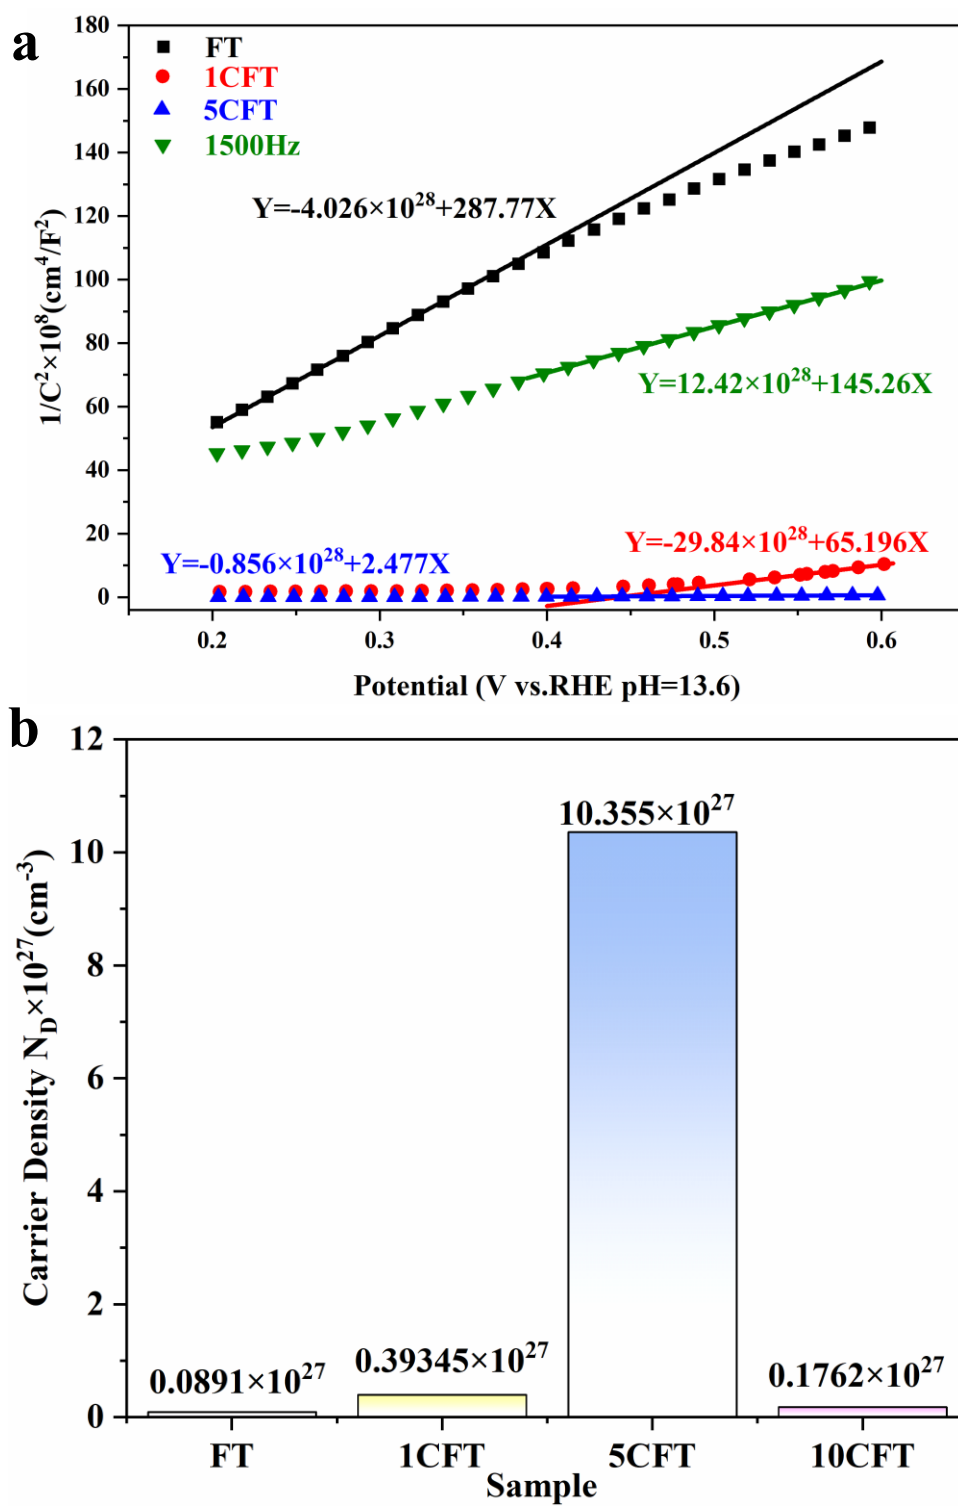 a
180
160
140
120
100
80
60
40
20
0
1/C²×10⁸(cm⁴/F²)
FT
1CFT
5CFT
1500Hz
Y=-4.026×10²⁸+287.77X
Y=12.42×10²⁸+145.26X
Y=-0.856×10²⁸+2.477X
Y=-29.84×10²⁸+65.196X
0.2 0.3 0.4 0.5 0.6
Potential (V vs.RHE pH=13.6)
b
12
10
8
6
4
2
0
Carrier Density N_D×10²⁷(cm⁻³)
10.355×10²⁷
0.0891×10²⁷
0.39345×10²⁷
0.1762×10²⁷
FT 1CFT 5CFT 10CFT
Sample